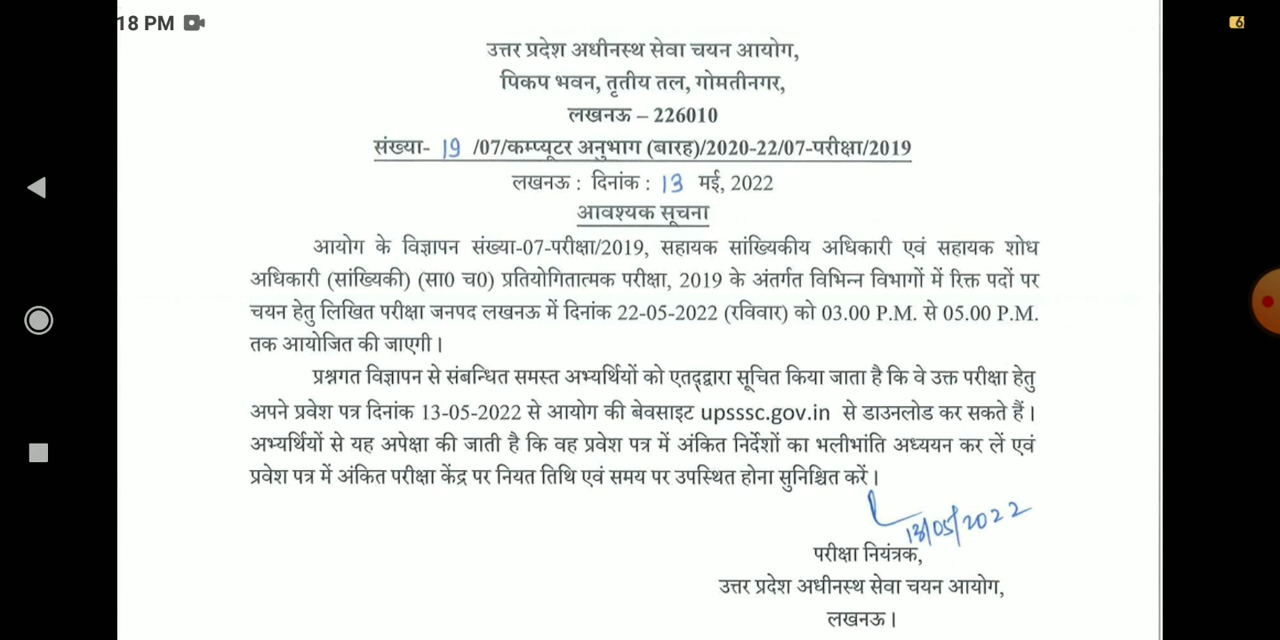 18 PM
6
उत्तर प्रदेश अधीनस्थ सेवा चयन आयोग,
पिकप भवन, तृतीय तल, गोमतीनगर,
लखनऊ – 226010
संख्या- 19 /07/कम्प्यूटर अनुभाग (बारह)/2020-22/07-परीक्षा/2019
लखनऊ : दिनांक : 13 मई, 2022
आवश्यक सूचना
आयोग के विज्ञापन संख्या-07-परीक्षा/2019, सहायक सांख्यिकीय अधिकारी एवं सहायक शोध
अधिकारी (सांख्यिकी) (सा0 च0) प्रतियोगितात्मक परीक्षा, 2019 के अंतर्गत विभिन्न विभागों में रिक्त पदों पर
चयन हेतु लिखित परीक्षा जनपद लखनऊ में दिनांक 22-05-2022 (रविवार) को 03.00 P.M. से 05.00 P.M.
तक आयोजित की जाएगी।
प्रश्नगत विज्ञापन से संबन्धित समस्त अभ्यर्थियों को एतद्द्वारा सूचित किया जाता है कि वे उक्त परीक्षा हेतु
अपने प्रवेश पत्र दिनांक 13-05-2022 से आयोग की बेवसाइट upsssc.gov.in से डाउनलोड कर सकते हैं।
अभ्यर्थियों से यह अपेक्षा की जाती है कि वह प्रवेश पत्र में अंकित निर्देशों का भलीभांति अध्ययन कर लें एवं
प्रवेश पत्र में अंकित परीक्षा केंद्र पर नियत तिथि एवं समय पर उपस्थित होना सुनिश्चित करें।
13/05/2022
परीक्षा नियंत्रक,
उत्तर प्रदेश अधीनस्थ सेवा चयन आयोग,
लखनऊ।